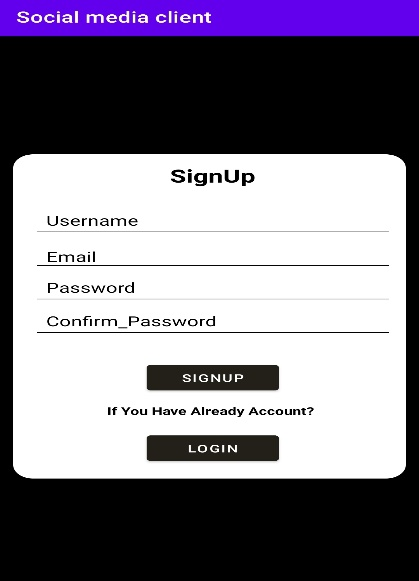 Social media client
SignUp
Username
Email
Password
Confirm_Password
SIGNUP
If You Have Already Account?
LOGIN